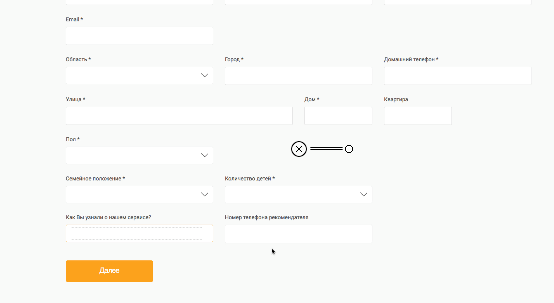 Email *
Область *
Город *
Домашний телефон *
Улица *
Дом *
Квартира
Пол *
Семейное положение *
Количество детей *
Как Вы узнали о нашем сервисе?
Номер телефона рекомендателя
Далее